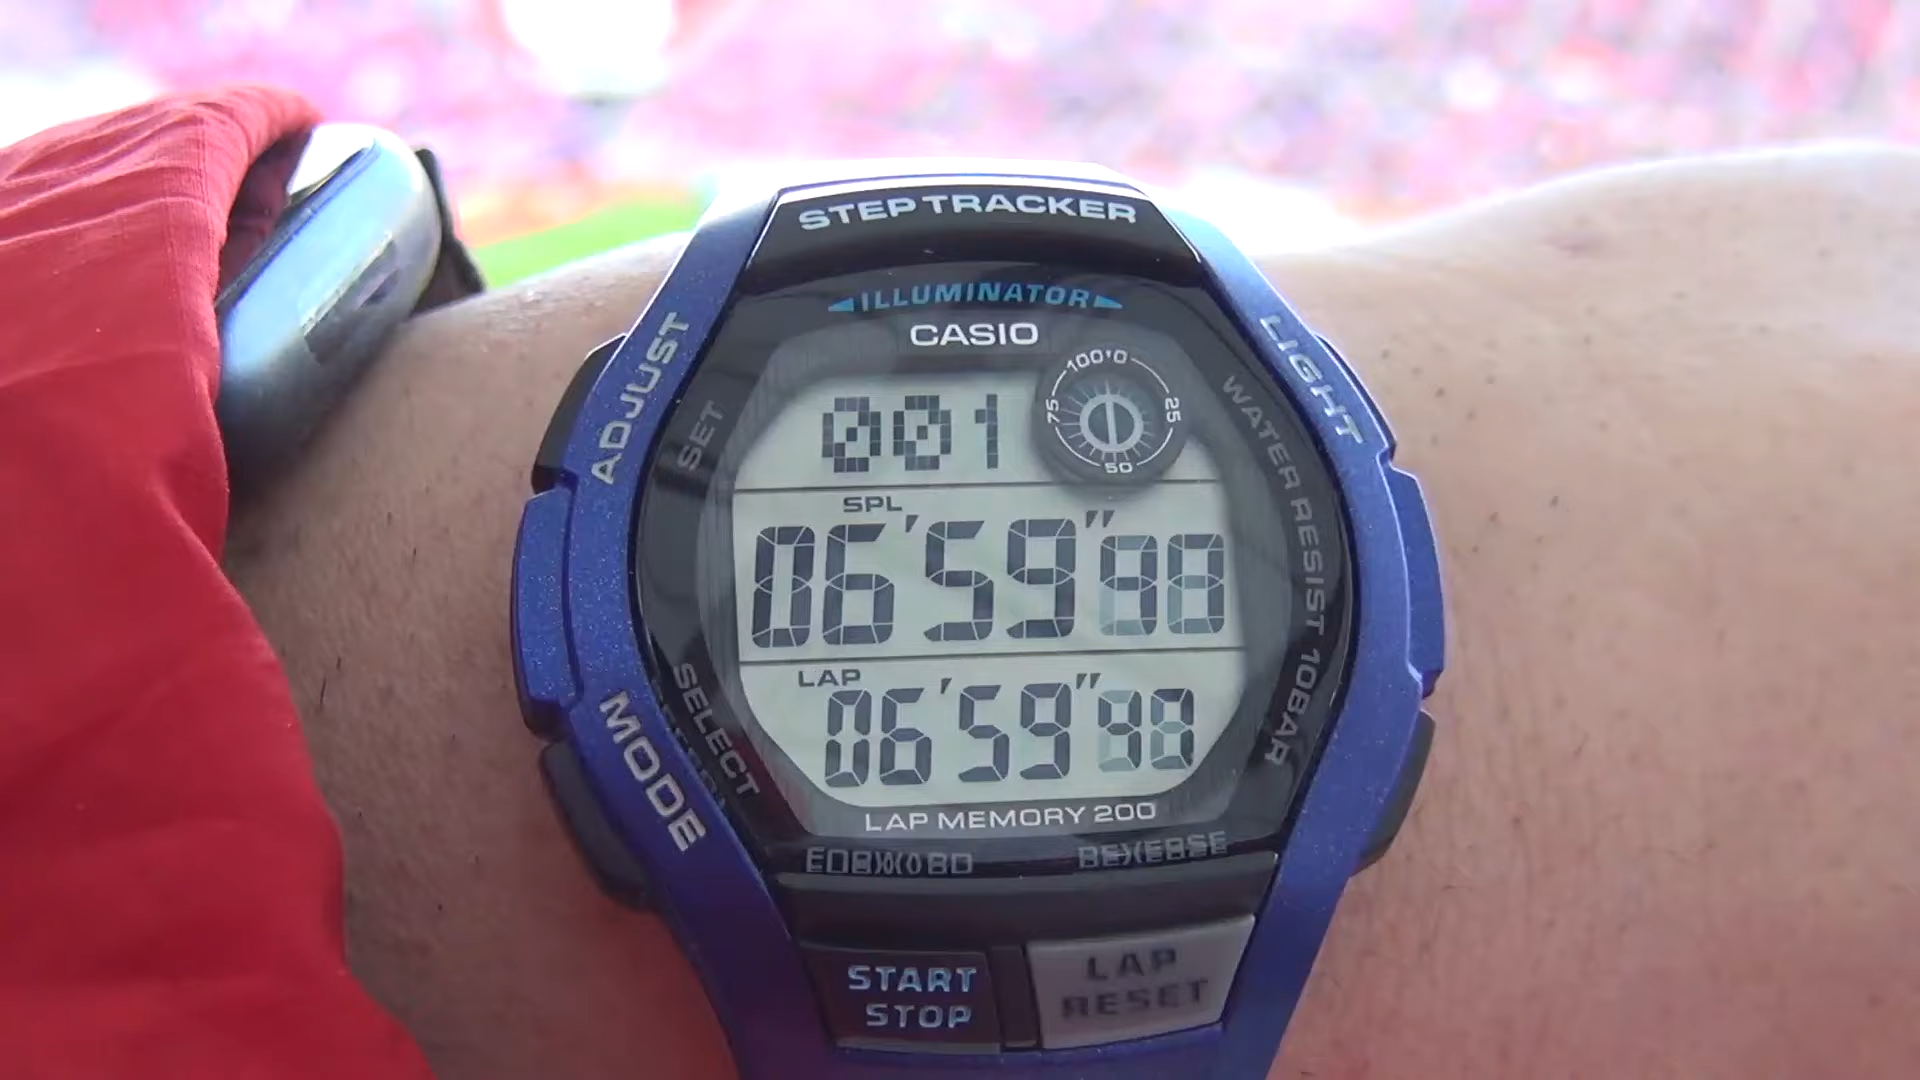 STEP TRACKER
ILLUMINATOR
CASIO
ADJUST
SET
LIGHT
WATER RESIST 10BAR
100'0
25
50
75
001
SPL
06'59"
LAP
06'59"
SELECT
MODE
LAP MEMORY 200
START
STOP
LAP
RESET